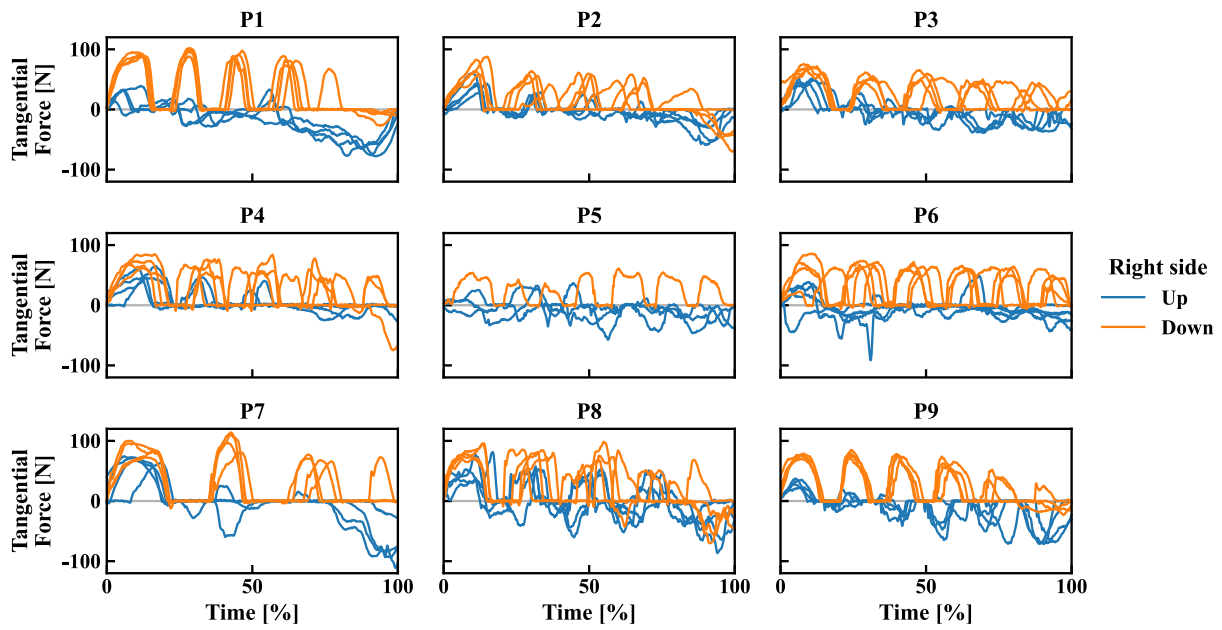 P1
P2
P3
100
0
-100
Tangential
Force [N]
P4
P5
P6
100
0
-100
Tangential
Force [N]
Right side
Up
Down
P7
P8
P9
100
0
-100
Tangential
Force [N]
0
50
100
0
50
100
0
50
100
Time [%]
Time [%]
Time [%]